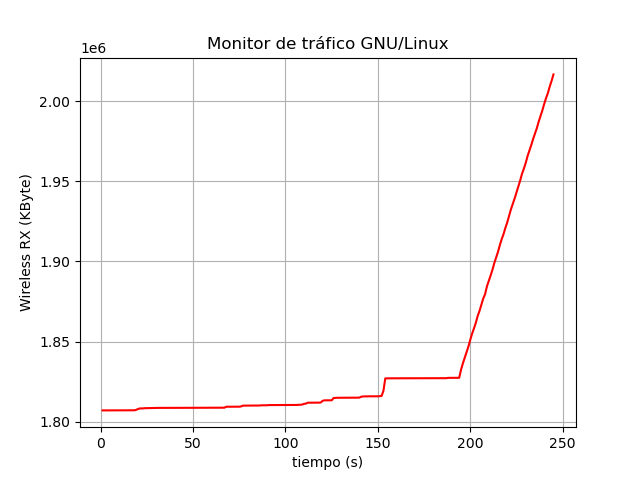 Monitor de tráfico GNU/Linux
1e6
Wireless RX (KByte)
2.00
1.95
1.90
1.85
1.80
0 50 100 150 200 250
tiempo (s)